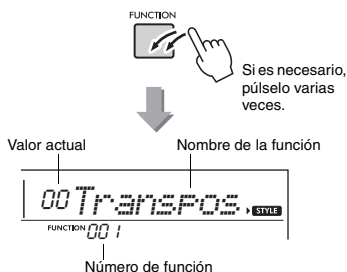 FUNCTION
Si es necesario,
púlselo varias
veces.
Valor actual
Nombre de la función
00 Transpos. STYLE
FUNCTION 001
Número de función